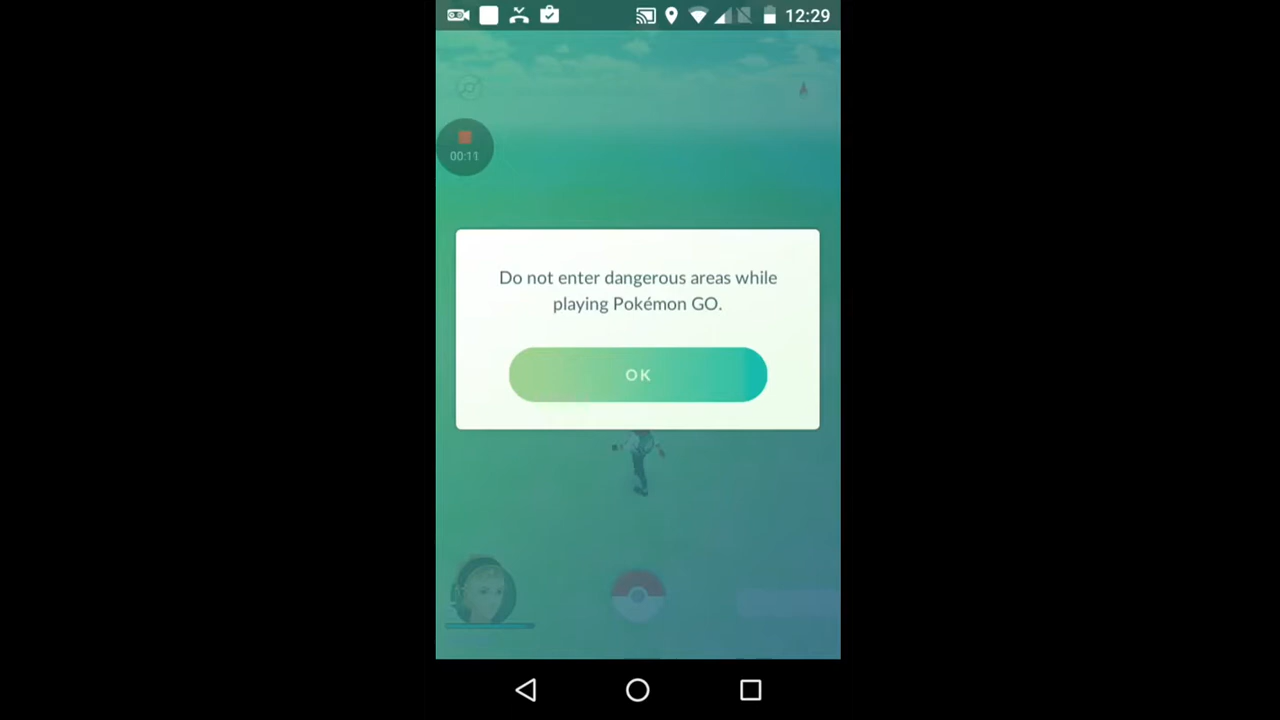 12:29
00:11
Do not enter dangerous areas while
playing Pokémon GO.
OK